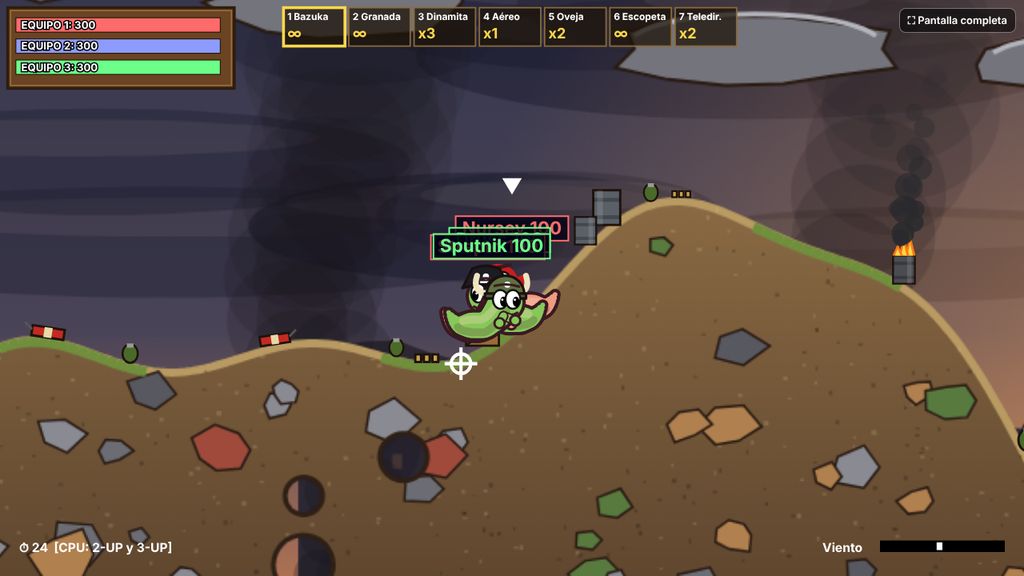 EQUIPO 1: 300
EQUIPO 2: 300
EQUIPO 3: 300
1 Bazuka
∞
2 Granada
∞
3 Dinamita
x3
4 Aéreo
x1
5 Oveja
x2
6 Escopeta
∞
7 Teledir.
x2
Pantalla completa
100
Sputnik 100
24 [CPU: 2-UP y 3-UP]
Viento